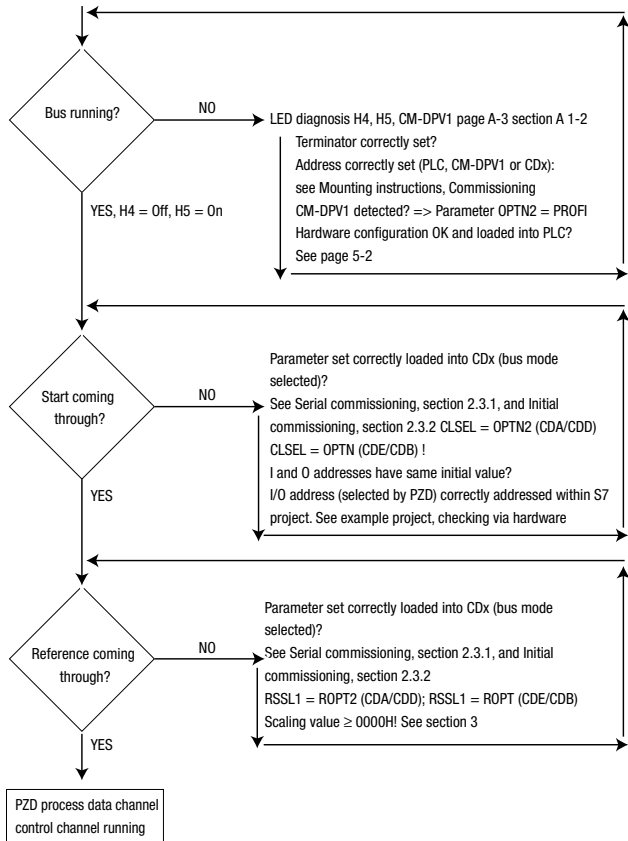 Bus running?
NO
LED diagnosis H4, H5, CM-DPV1 page A-3 section A 1-2
Terminator correctly set?
Address correctly set (PLC, CM-DPV1 or CDx):
see Mounting instructions, Commissioning
CM-DPV1 detected? => Parameter OPTN2 = PROFI
Hardware configuration OK and loaded into PLC?
See page 5-2
YES, H4 = Off, H5 = On
Start coming
through?
NO
Parameter set correctly loaded into CDx (bus mode
selected)?
See Serial commissioning, section 2.3.1, and Initial
commissioning, section 2.3.2 CLSEL = OPTN2 (CDA/CDD)
CLSEL = OPTN (CDE/CDB) !
I and O addresses have same initial value?
I/O address (selected by PZD) correctly addressed within S7
project. See example project, checking via hardware
YES
Reference coming
through?
NO
Parameter set correctly loaded into CDx (bus mode
selected)?
See Serial commissioning, section 2.3.1, and Initial
commissioning, section 2.3.2
RSSL1 = ROPT2 (CDA/CDD); RSSL1 = ROPT (CDE/CDB)
Scaling value ≥ 0000H! See section 3
YES
PZD process data channel
control channel running